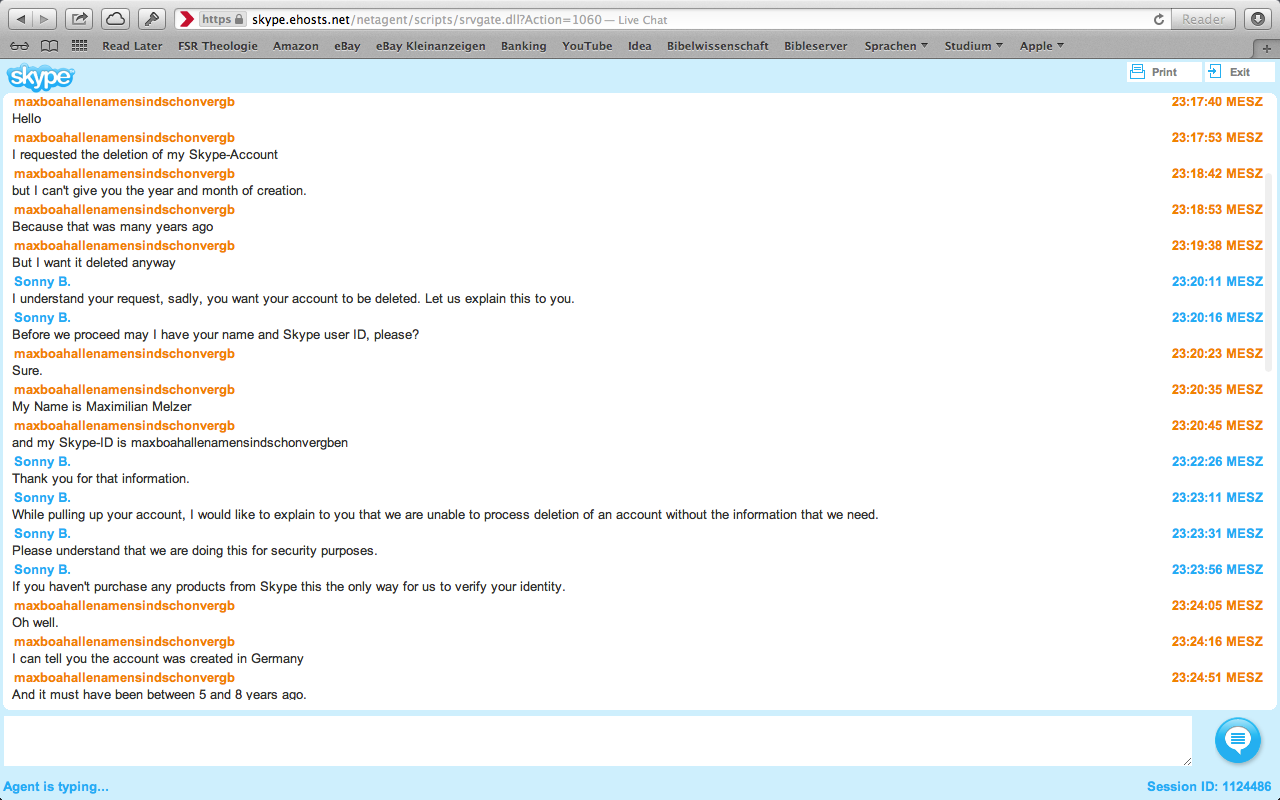 https skype.ehosts.net/netagent/scripts/srvgate.dll?Action=1060 — Live Chat Reader
Read Later FSR Theologie Amazon eBay eBay Kleinanzeigen Banking YouTube Idea Bibelwissenschaft Bibleserver Sprachen Studium Apple
skype Print Exit
maxboahallenamensindschonvergb 23:17:40 MESZ
Hello
maxboahallenamensindschonvergb 23:17:53 MESZ
I requested the deletion of my Skype-Account
maxboahallenamensindschonvergb 23:18:42 MESZ
but I can't give you the year and month of creation.
maxboahallenamensindschonvergb 23:18:53 MESZ
Because that was many years ago
maxboahallenamensindschonvergb 23:19:38 MESZ
But I want it deleted anyway
Sonny B. 23:20:11 MESZ
I understand your request, sadly, you want your account to be deleted. Let us explain this to you.
Sonny B. 23:20:16 MESZ
Before we proceed may I have your name and Skype user ID, please?
maxboahallenamensindschonvergb 23:20:23 MESZ
Sure.
maxboahallenamensindschonvergb 23:20:35 MESZ
My Name is Maximilian Melzer
maxboahallenamensindschonvergb 23:20:45 MESZ
and my Skype-ID is maxboahallenamensindschonvergben
Sonny B. 23:22:26 MESZ
Thank you for that information.
Sonny B. 23:23:11 MESZ
While pulling up your account, I would like to explain to you that we are unable to process deletion of an account without the information that we need.
Sonny B. 23:23:31 MESZ
Please understand that we are doing this for security purposes.
Sonny B. 23:23:56 MESZ
If you haven't purchase any products from Skype this the only way for us to verify your identity.
maxboahallenamensindschonvergb 23:24:05 MESZ
Oh well.
maxboahallenamensindschonvergb 23:24:16 MESZ
I can tell you the account was created in Germany
maxboahallenamensindschonvergb 23:24:51 MESZ
And it must have been between 5 and 8 years ago.
Agent is typing... Session ID: 1124486